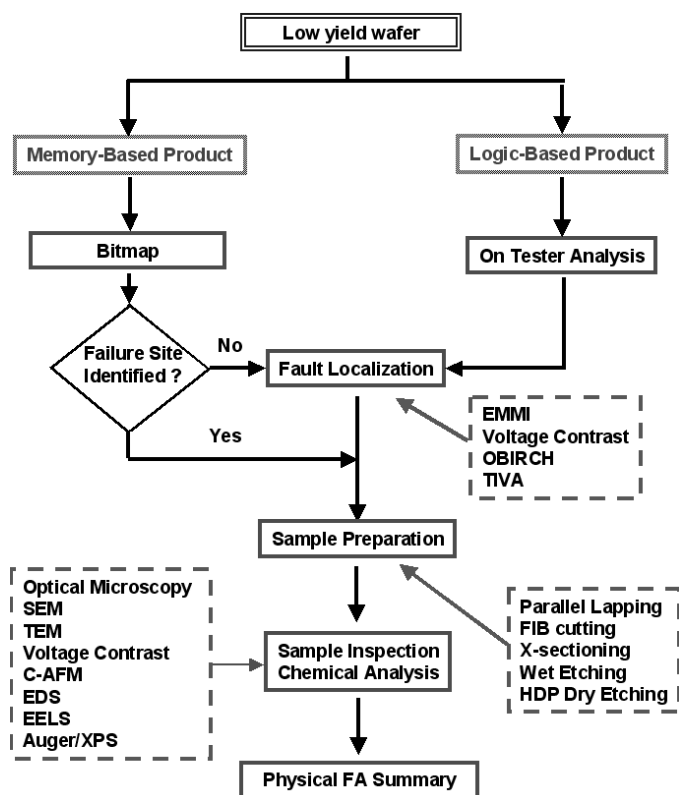 Low yield wafer
Memory-Based Product
Logic-Based Product
Bitmap
On Tester Analysis
Failure Site
Identified ?
No
Fault Localization
Yes
EMMI
Voltage Contrast
OBIRCH
TIVA
Sample Preparation
Optical Microscopy
SEM
TEM
Voltage Contrast
C-AFM
EDS
EELS
Auger/XPS
Sample Inspection
Chemical Analysis
Parallel Lapping
FIB cutting
X-sectioning
Wet Etching
HDP Dry Etching
Physical FA Summary